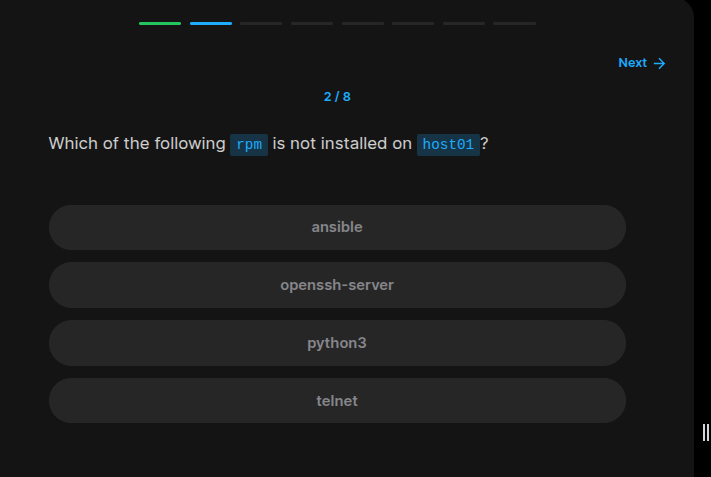 Next →
2 / 8
Which of the following rpm is not installed on host01?
ansible
openssh-server
python3
telnet